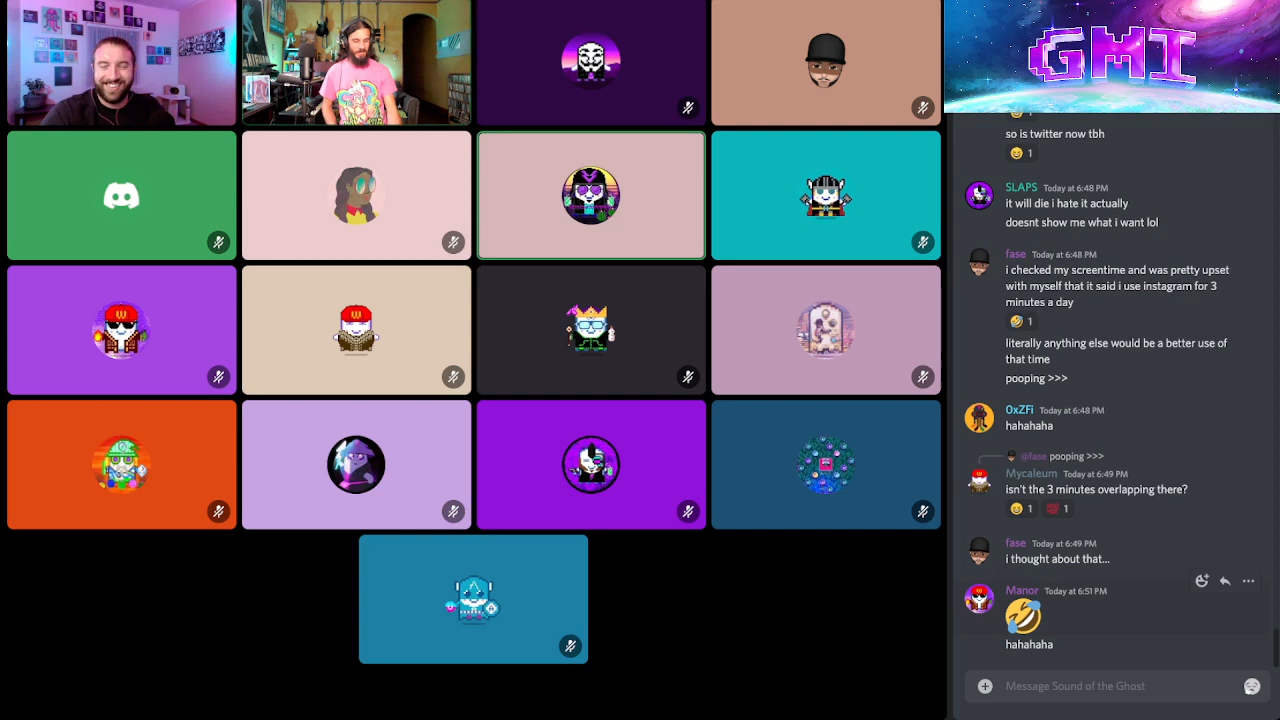 GMI
1
so is twitter now tbh
1
SLAPS Today at 6:48 PM
it will die i hate it actually
doesnt show me what i want lol
fase Today at 6:48 PM
i checked my screentime and was pretty upset
with myself that it said i use instagram for 3
minutes a day
1
literally anything else would be a better use of
that time
pooping >>>
0xZFi Today at 6:48 PM
hahahaha
@fase pooping >>>
Mycaleum Today at 6:49 PM
isn't the 3 minutes overlapping there?
1 1
fase Today at 6:49 PM
i thought about that...
Manor Today at 6:51 PM
hahahaha
Message Sound of the Ghost